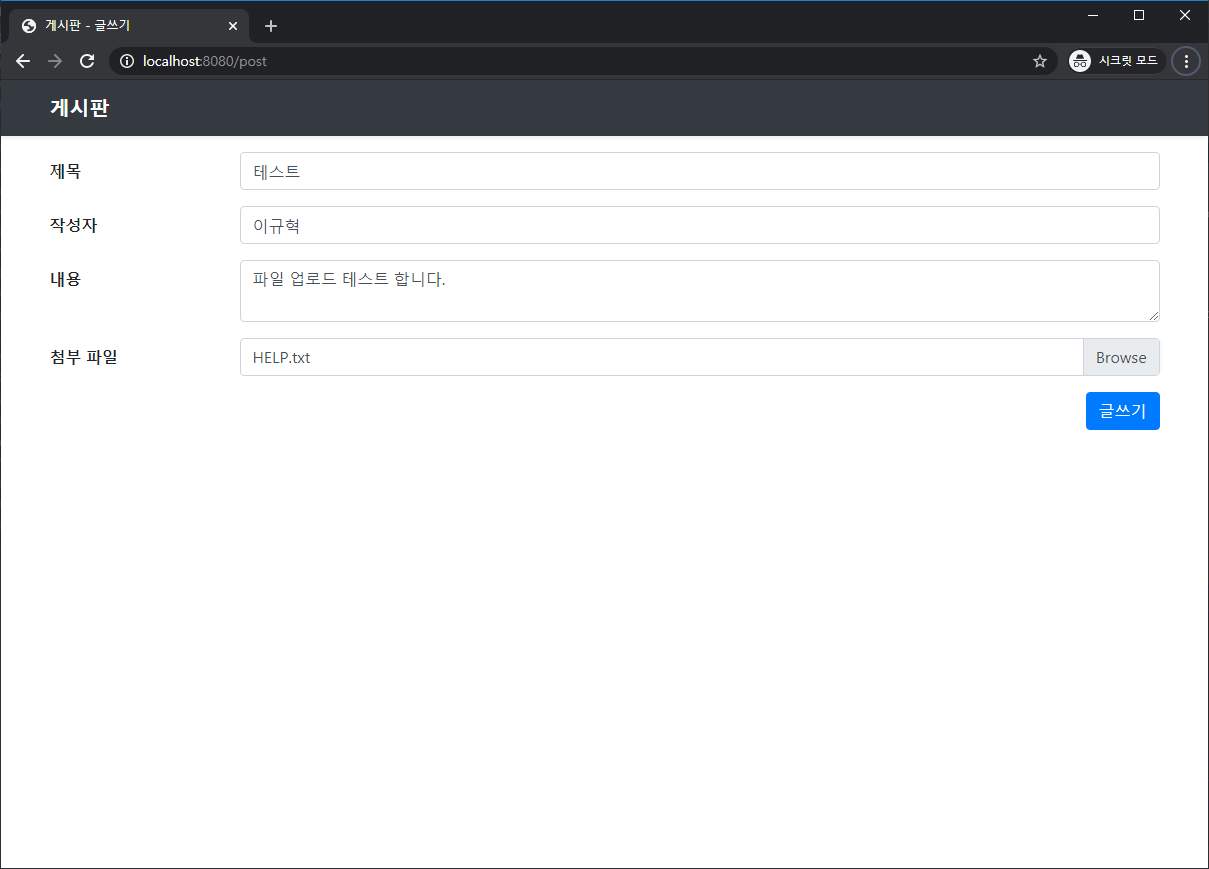 게시판 - 글쓰기
localhost:8080/post
시크릿 모드
게시판
제목 테스트
작성자 이규혁
내용 파일 업로드 테스트 합니다.
첨부 파일 HELP.txt Browse
글쓰기